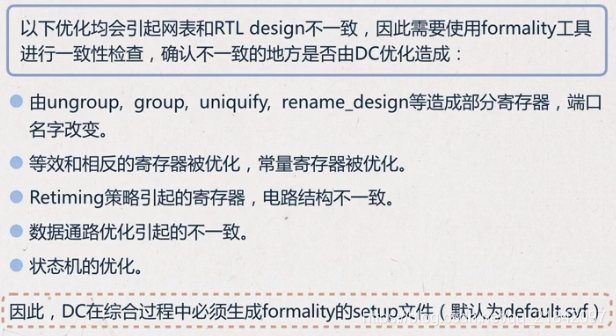 以下优化均会引起网表和RTL design不一致，因此需要使用formality工具
进行一致性检查，确认不一致的地方是否由DC优化造成：
由ungroup, group, uniquify, rename_design等造成部分寄存器，端口
名字改变。
等效和相反的寄存器被优化，常量寄存器被优化。
Retiming策略引起的寄存器，电路结构不一致。
数据通路优化引起的不一致。
状态机的优化。
因此，DC在综合过程中必须生成formality的setup文件（默认为default.svf）